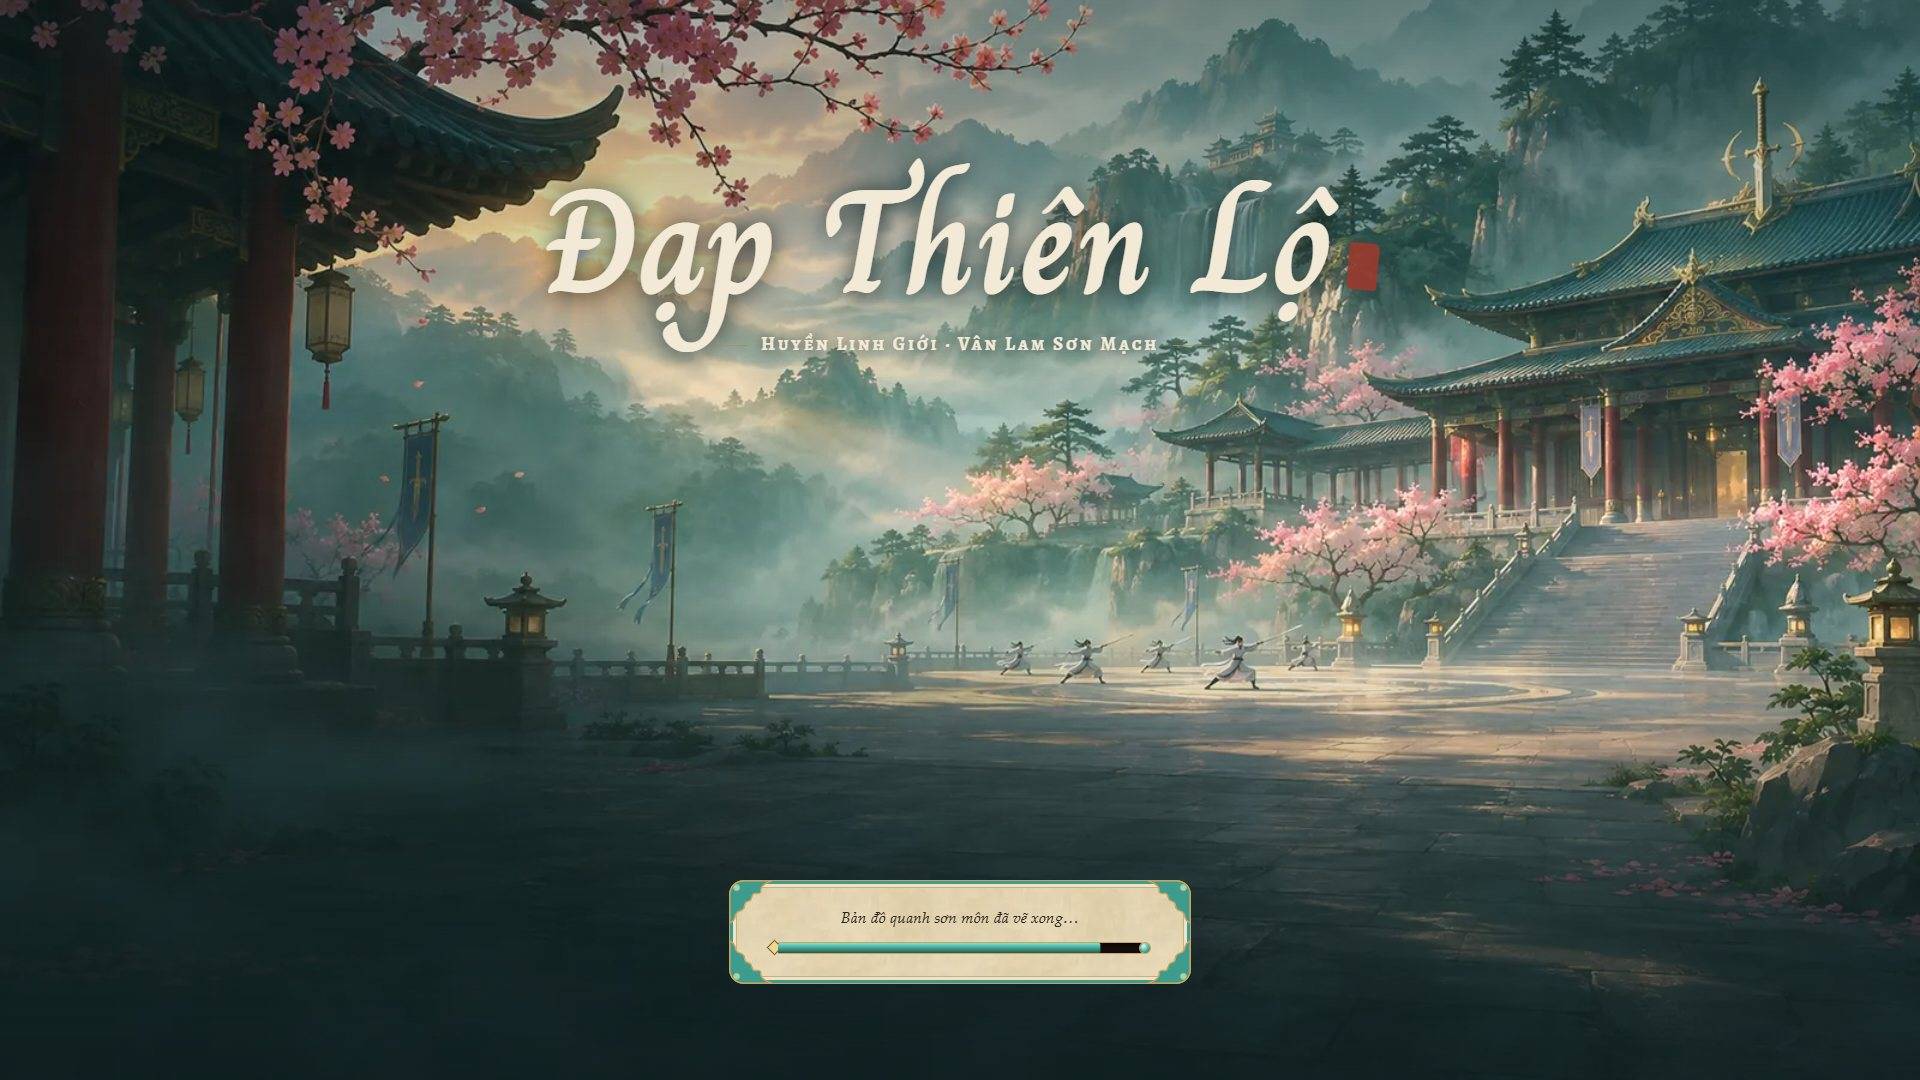 Đạp Thiên Lộ
Huyền Linh Giới · Vân Lam Sơn Mạch
Bản đồ quanh sơn môn đã vẽ xong...